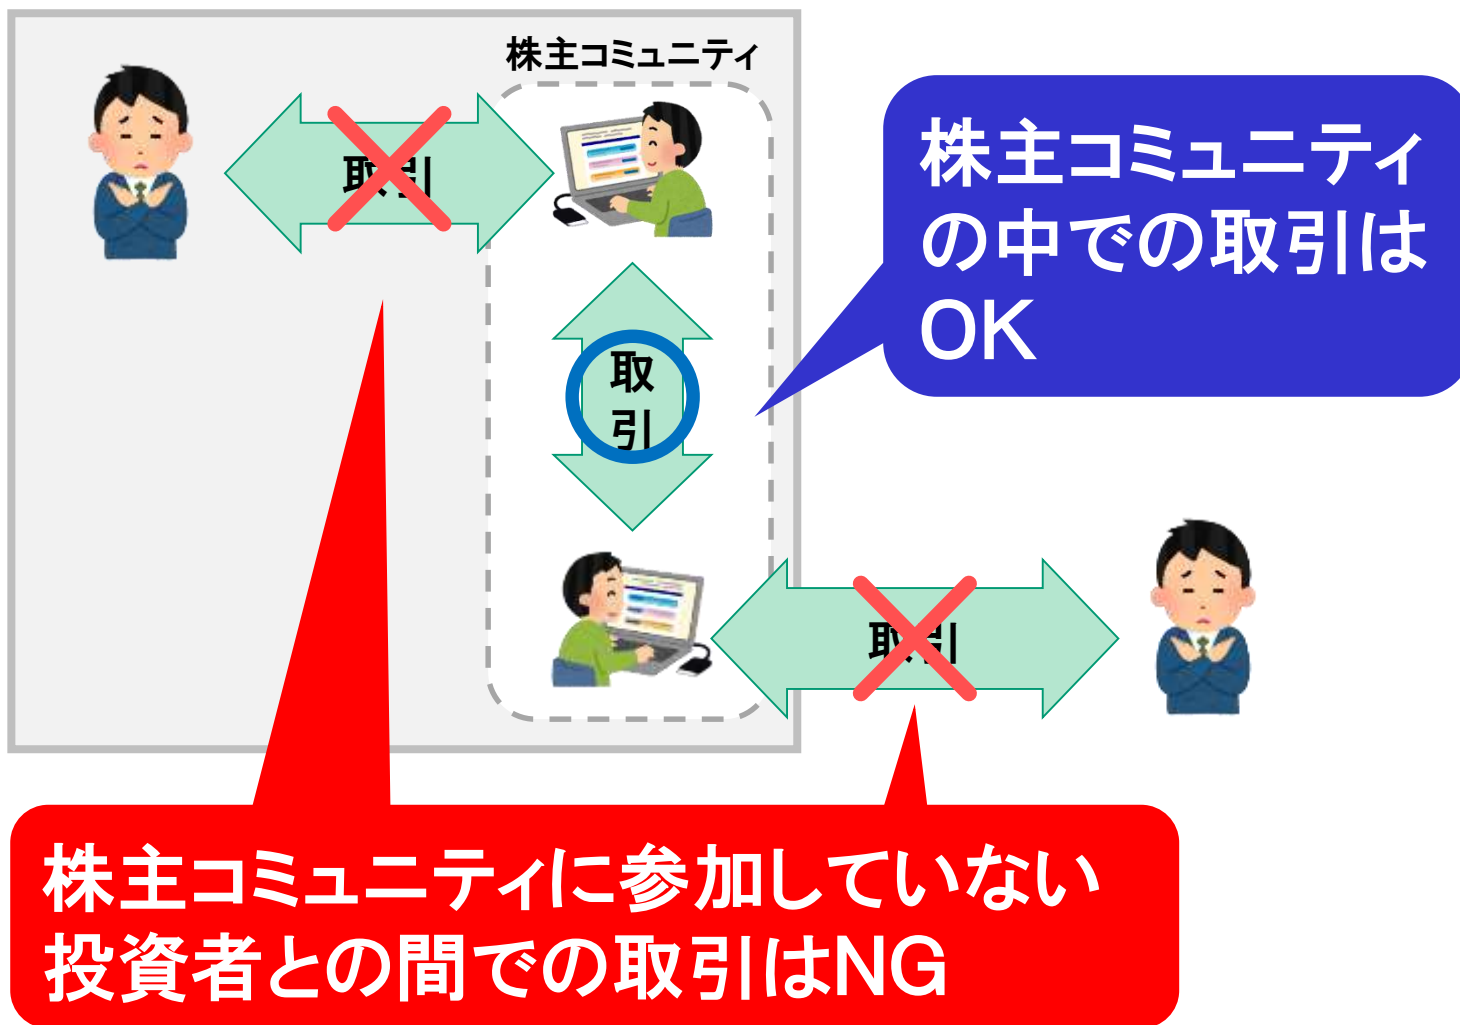 株主コミュニティ
取引
株主コミュニティ
の中での取引は
OK
取
引
取引
株主コミュニティに参加していない
投資者との間での取引はNG